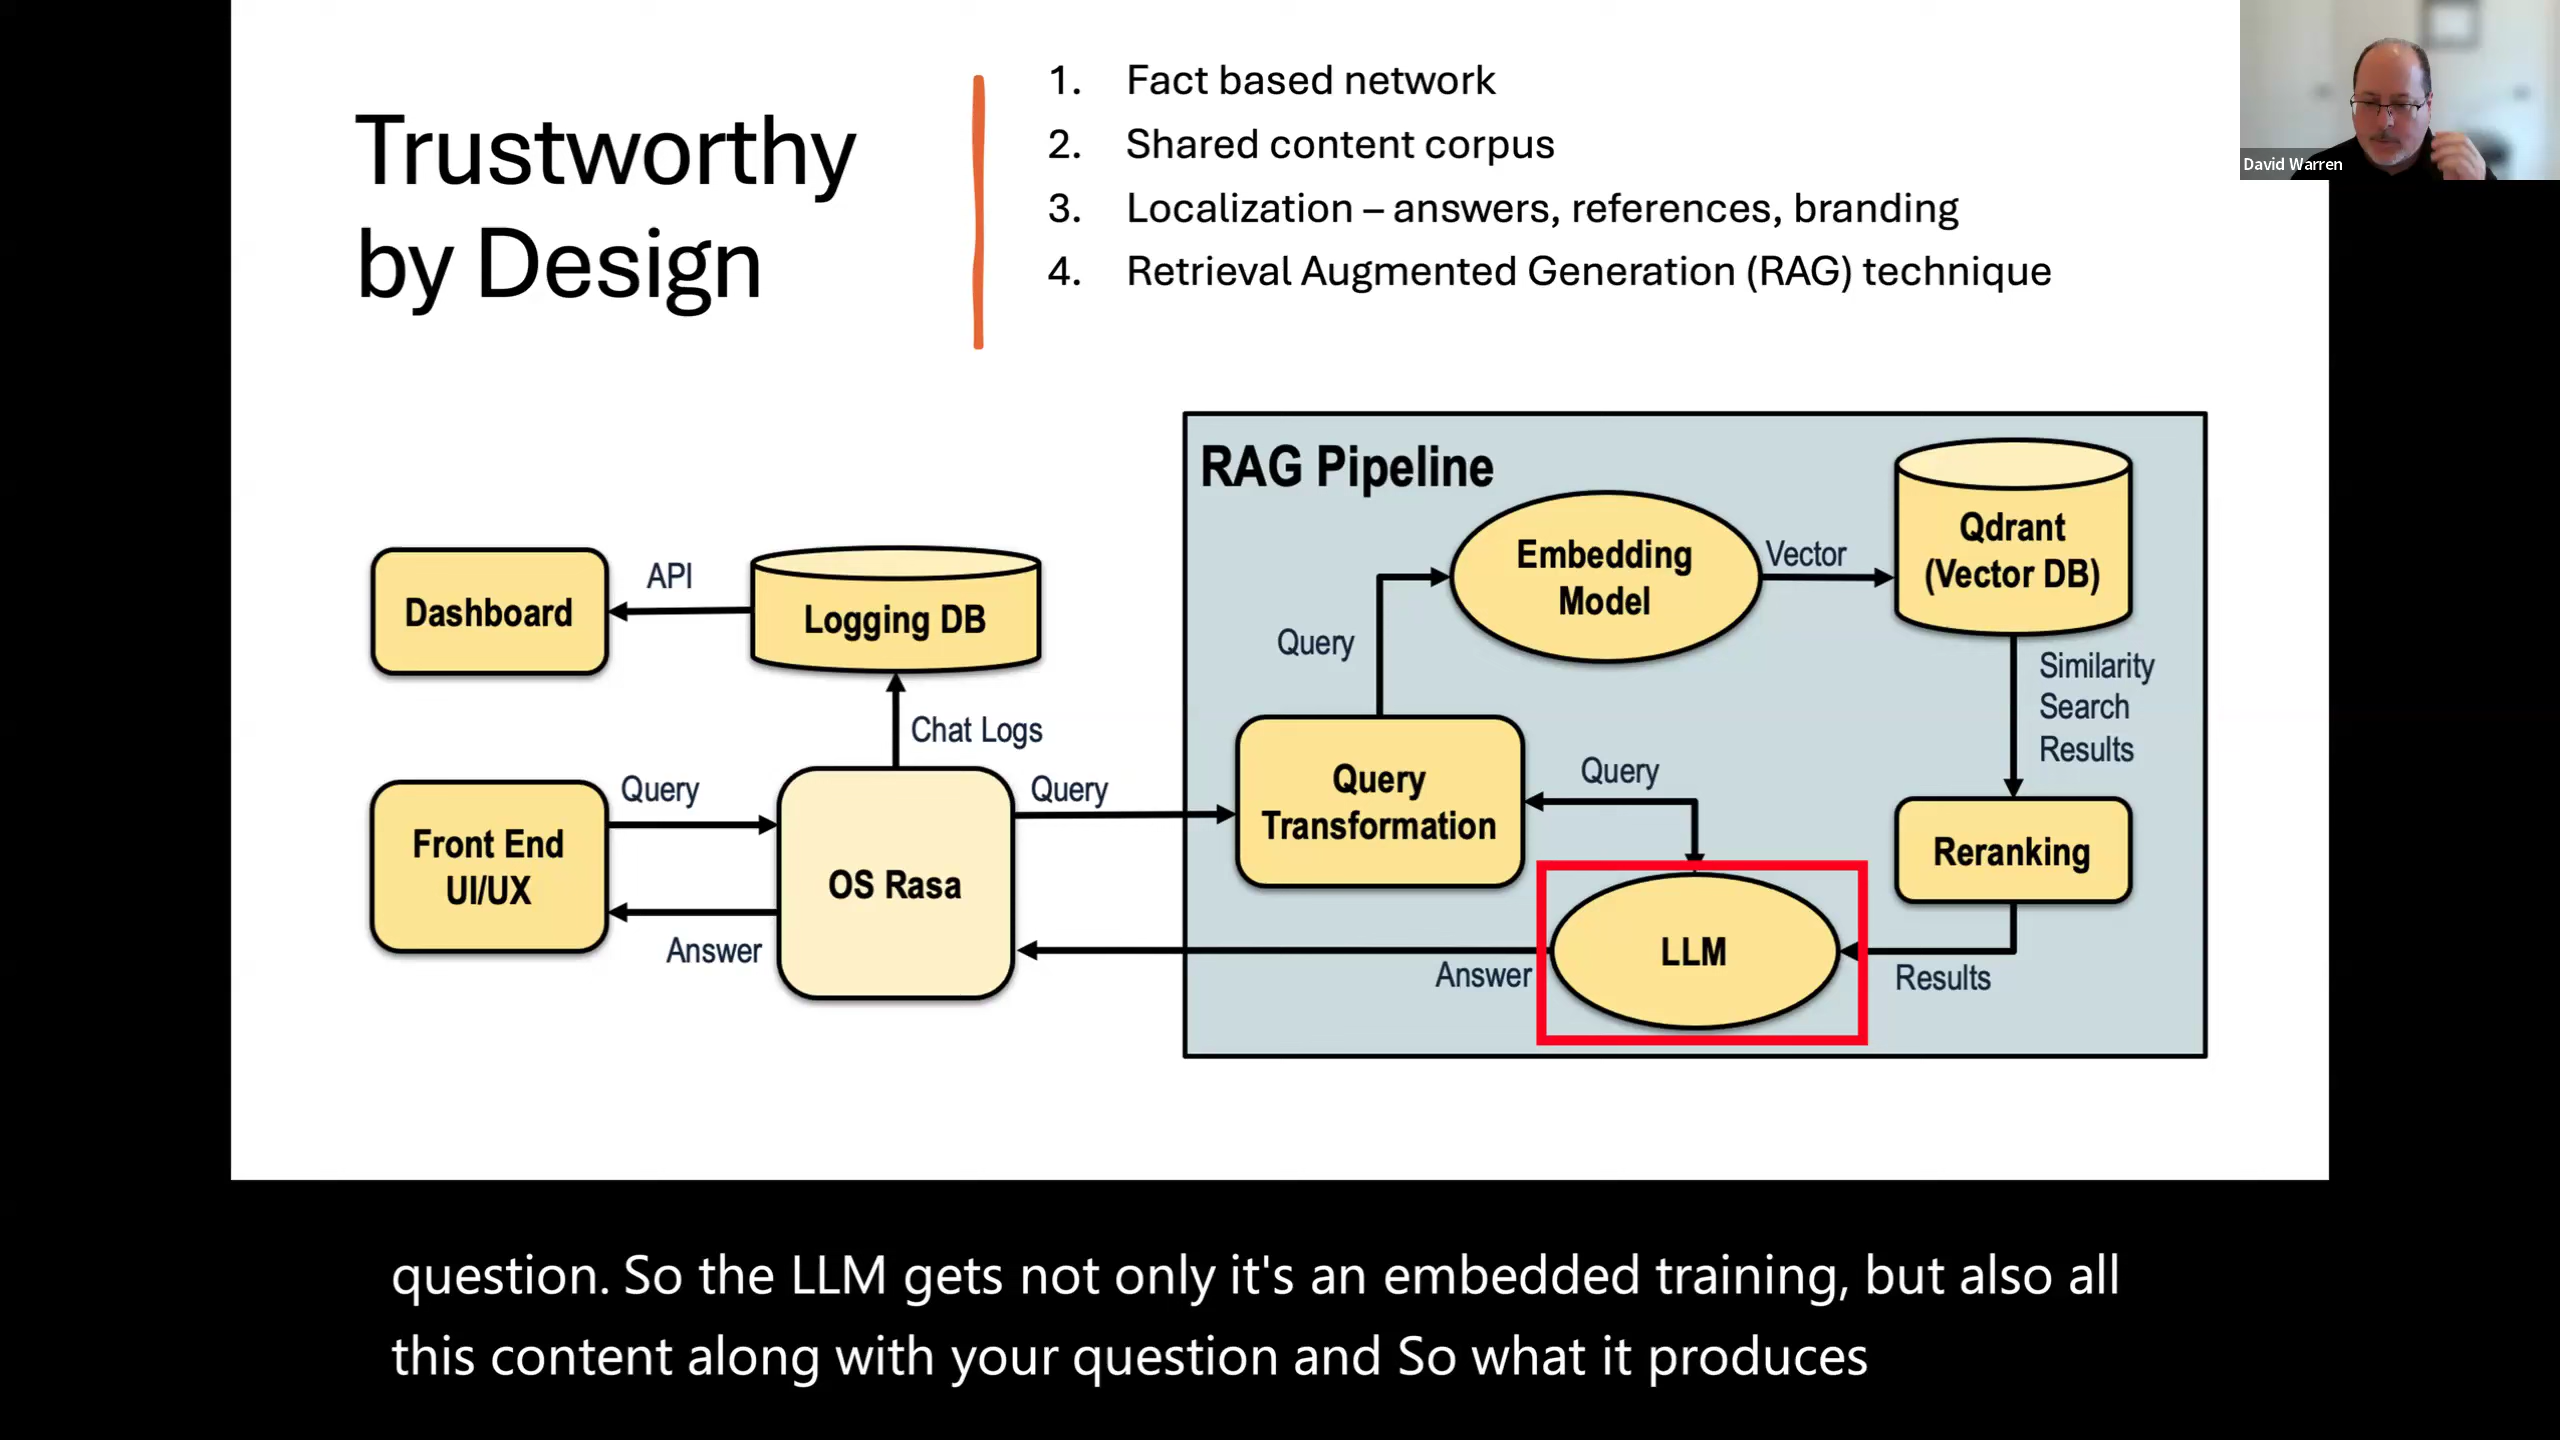 Trustworthy
by Design
1. Fact based network
2. Shared content corpus
3. Localization – answers, references, branding
4. Retrieval Augmented Generation (RAG) technique
David Warren
RAG Pipeline
Embedding
Model
Vector
Qdrant
(Vector DB)
Dashboard
API
Logging DB
Query
Similarity
Search
Results
Chat Logs
Front End
UI/UX
Query
Answer
OS Rasa
Query
Query
Transformation
Query
Reranking
LLM
Answer
Results
question. So the LLM gets not only it's an embedded training, but also all
this content along with your question and So what it produces